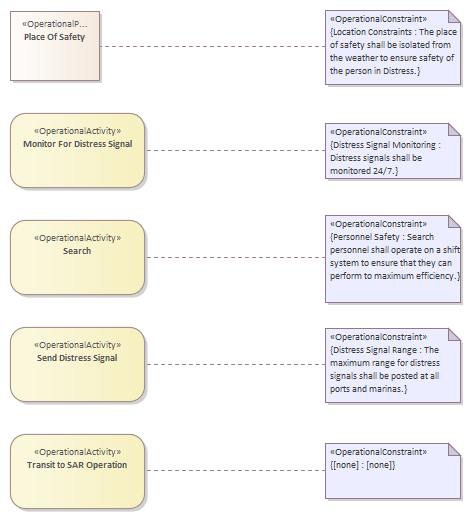 «OperationalP...
Place Of Safety
«OperationalConstraint»
{Location Constraints : The place
of safety shall be isolated from
the weather to ensure safety of
the person in Distress.}
«OperationalActivity»
Monitor For Distress Signal
«OperationalConstraint»
{Distress Signal Monitoring :
Distress signals shall be
monitored 24/7.}
«OperationalActivity»
Search
«OperationalConstraint»
{Personnel Safety : Search
personnel shall operate on a shift
system to ensure that they can
perform to maximum efficiency.}
«OperationalActivity»
Send Distress Signal
«OperationalConstraint»
{Distress Signal Range : The
maximum range for distress
signals shall be posted at all
ports and marinas.}
«OperationalActivity»
Transit to SAR Operation
«OperationalConstraint»
{[none] : [none]}